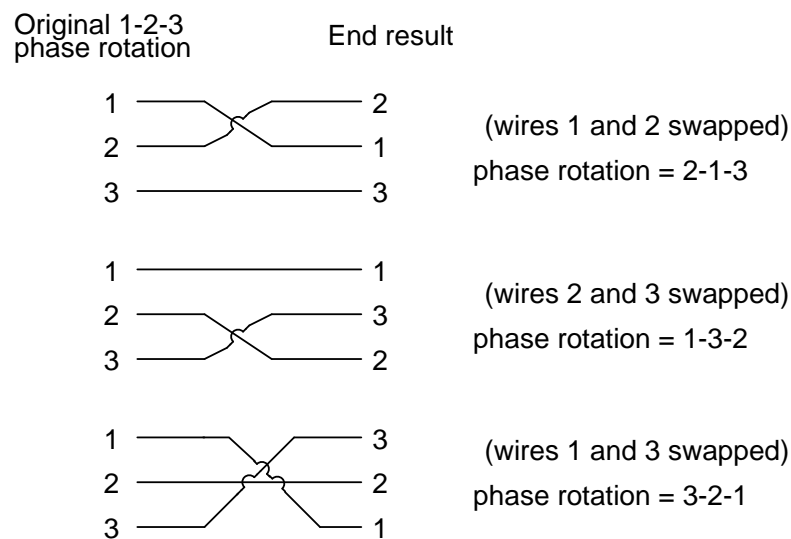 Original 1-2-3
phase rotation
End result
1 2
2 1
3 3
(wires 1 and 2 swapped)
phase rotation = 2-1-3
1 1
2 3
3 2
(wires 2 and 3 swapped)
phase rotation = 1-3-2
1 3
2 2
3 1
(wires 1 and 3 swapped)
phase rotation = 3-2-1